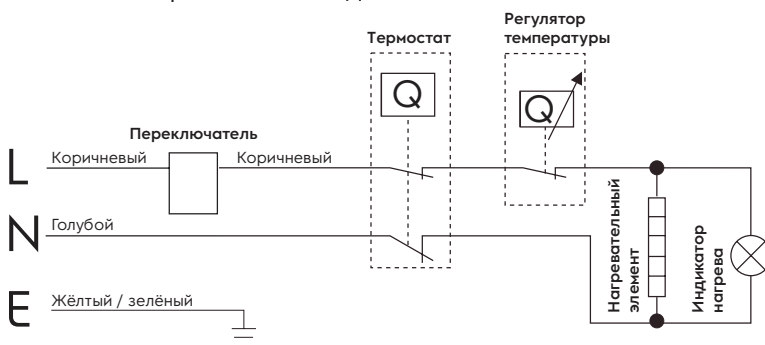 Регулятор
температуры
Термостат
Q
Q
Переключатель
L
Коричневый
Коричневый
N
Голубой
E
Жёлтый / зелёный
Нагревательный
элемент
Индикатор
нагрева